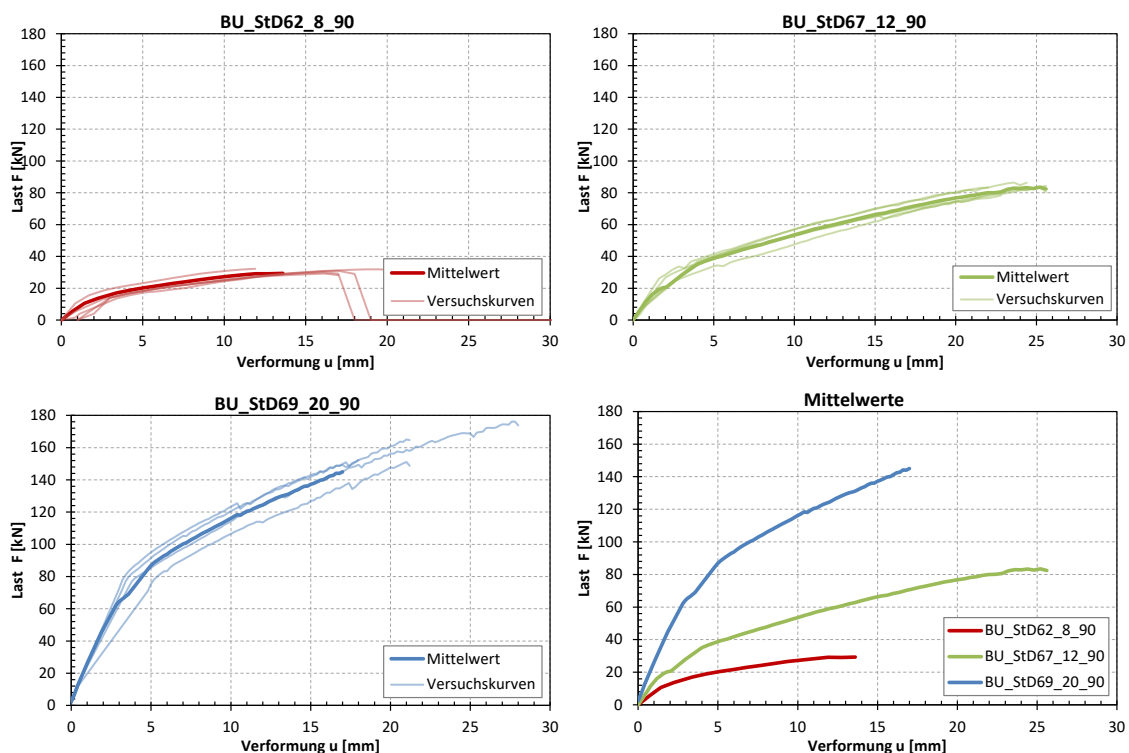 BU_StD62_8_90
Last F [kN]
180
160
140
120
100
80
60
40
20
0
Mittelwert
Versuchskurven
0 5 10 15 20 25 30
Verformung u [mm]
BU_StD67_12_90
Last F [kN]
180
160
140
120
100
80
60
40
20
0
Mittelwert
Versuchskurven
0 5 10 15 20 25 30
Verformung u [mm]
BU_StD69_20_90
Last F [kN]
180
160
140
120
100
80
60
40
20
0
Mittelwert
Versuchskurven
0 5 10 15 20 25 30
Verformung u [mm]
Mittelwerte
Last F [kN]
180
160
140
120
100
80
60
40
20
0
BU_StD62_8_90
BU_StD67_12_90
BU_StD69_20_90
0 5 10 15 20 25 30
Verformung u [mm]